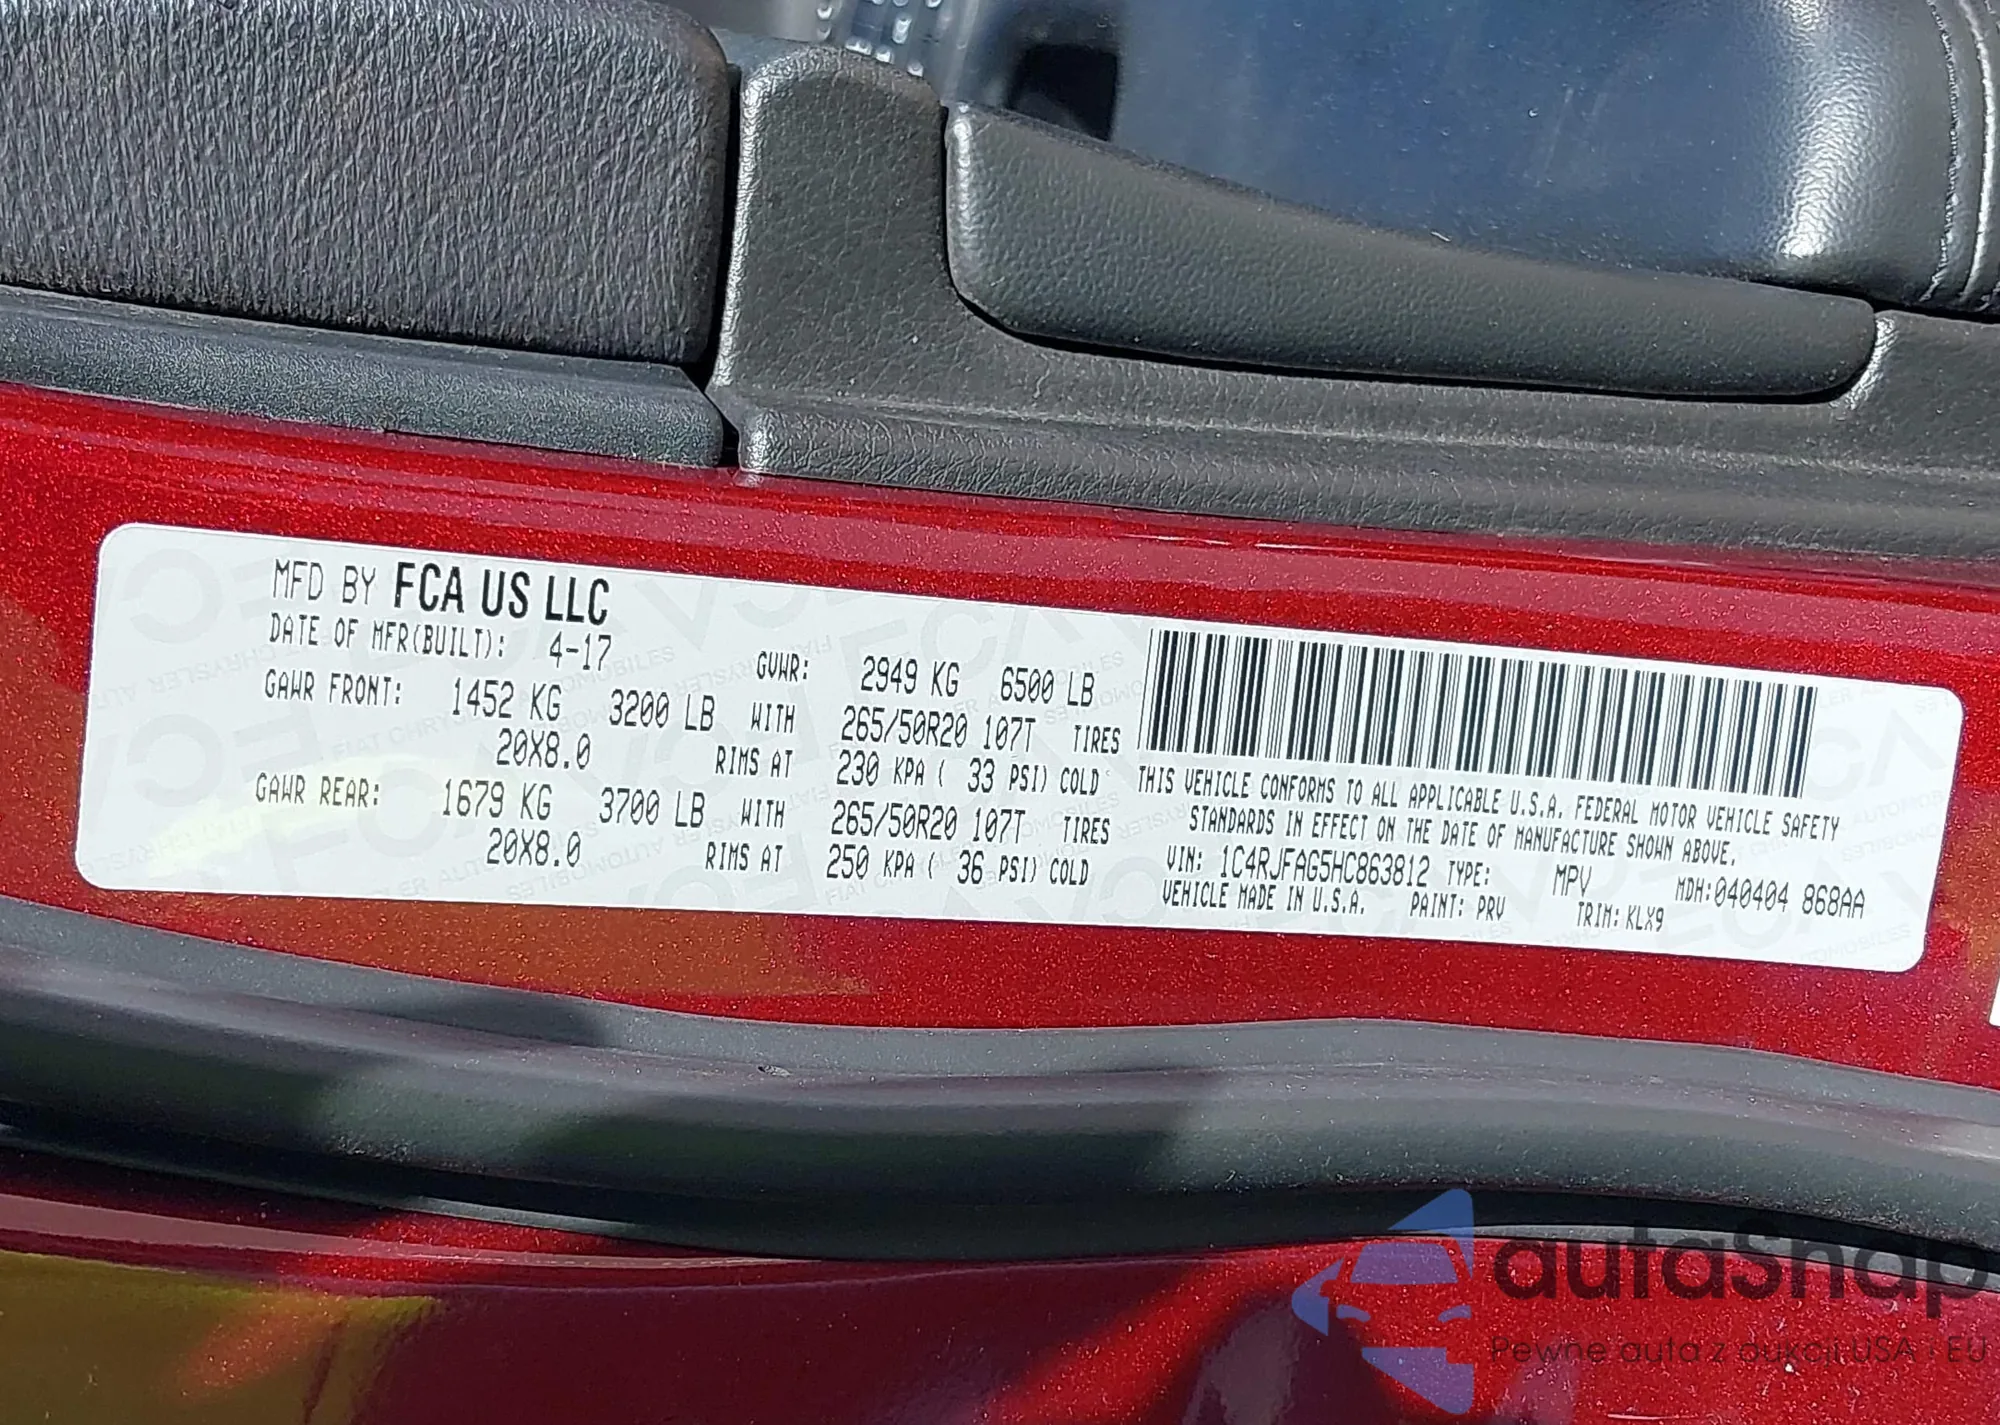 MFD BY FCA US LLC
DATE OF MFR(BUILT): 4-17 GVWR: 2949 KG 6500 LB
GAWR FRONT: 1452 KG 3200 LB WITH 265/50R20 107T TIRES
20X8.0 RIMS AT 230 KPA ( 33 PSI) COLD
GAWR REAR: 1679 KG 3700 LB WITH 265/50R20 107T TIRES
20X8.0 RIMS AT 250 KPA ( 36 PSI) COLD
THIS VEHICLE CONFORMS TO ALL APPLICABLE U.S.A. FEDERAL MOTOR VEHICLE SAFETY
STANDARDS IN EFFECT ON THE DATE OF MANUFACTURE SHOWN ABOVE.
VIN: 1C4RJFAG5HC863812 TYPE: MPV MDH:040404 868AA
VEHICLE MADE IN U.S.A. PAINT: PRV TRIM: KLX9
autaSnap
Pewne auta z aukcji USA i EU